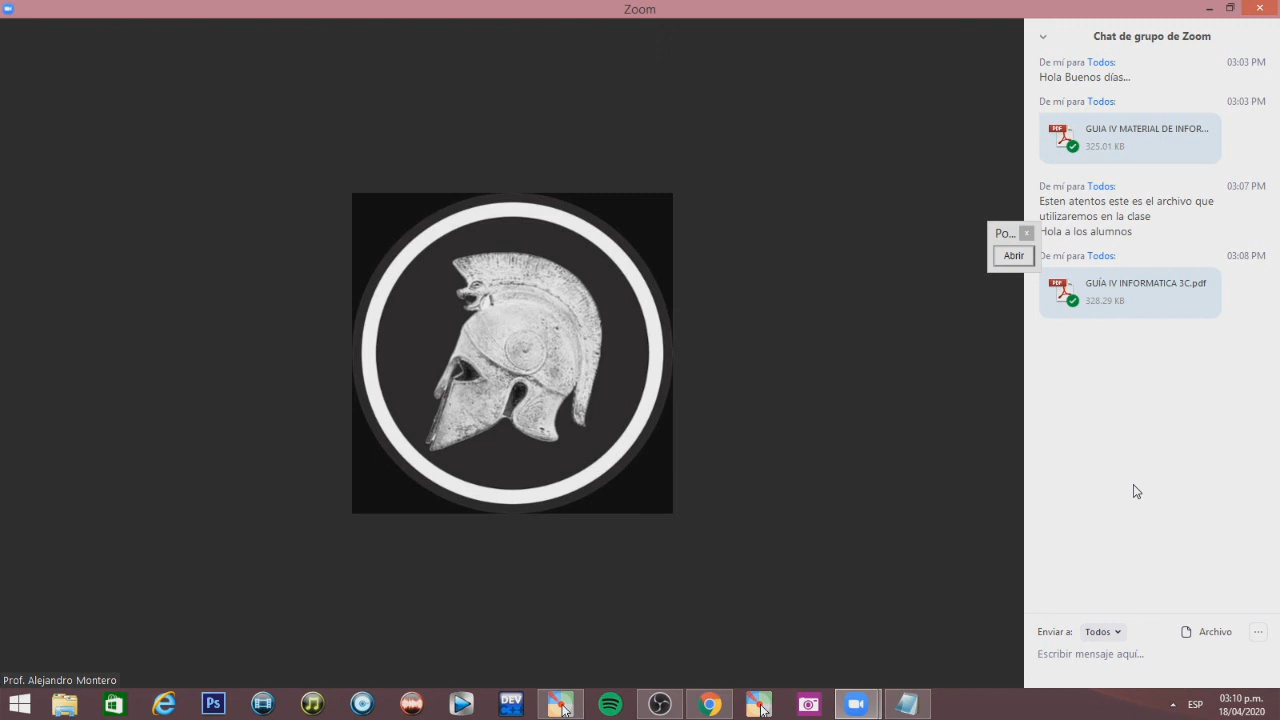 Zoom
Chat de grupo de Zoom
De mí para Todos: 03:03 PM
Hola Buenos días...
De mí para Todos: 03:03 PM
PDF GUIA IV MATERIAL DE INFOR...
325.01 KB
De mí para Todos: 03:07 PM
Esten atentos este es el archivo que
utilizaremos en la clase
Hola a los alumnos
Po...
Abrir
De mí para Todos: 03:08 PM
PDF GUÍA IV INFORMATICA 3C.pdf
328.29 KB
Enviar a: Todos Archivo
Escribir mensaje aquí...
Prof. Alejandro Montero
Ps
DEV
ESP
03:10 p.m.
18/04/2020